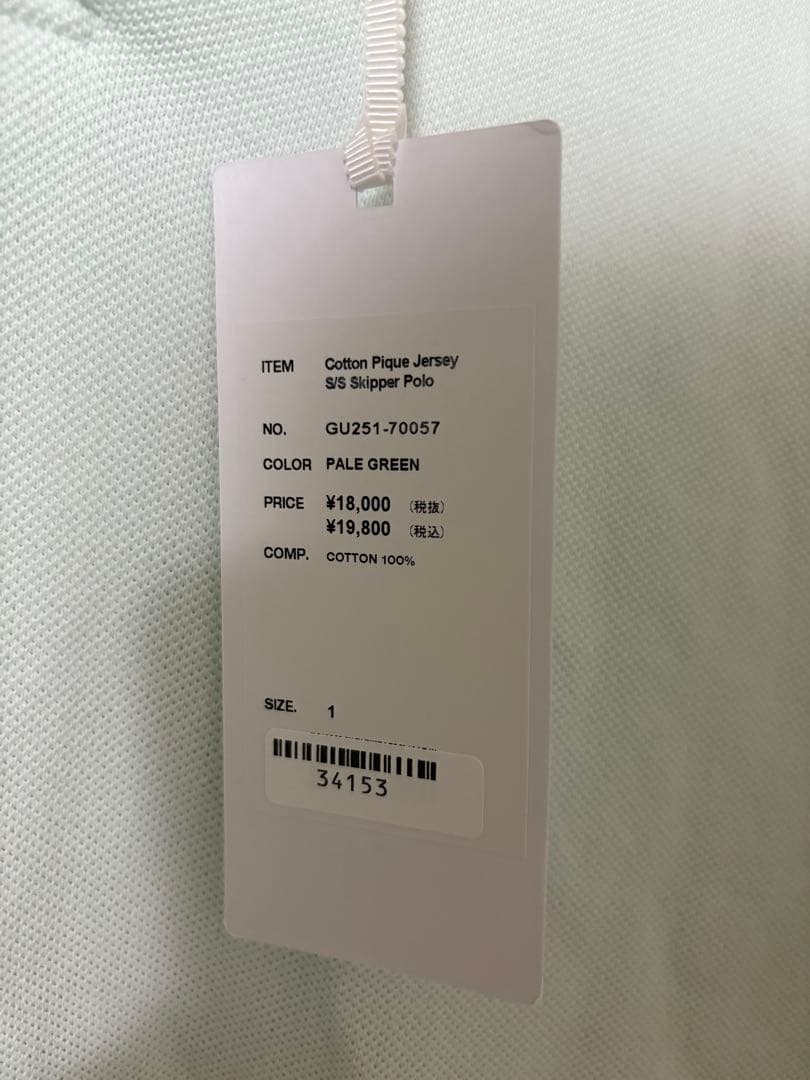 ITEM Cotton Pique Jersey
S/S Skipper Polo
NO. GU251-70057
COLOR PALE GREEN
PRICE ¥18,000 (税抜)
¥19,800 (税込)
COMP. COTTON 100%
SIZE. 1
34153